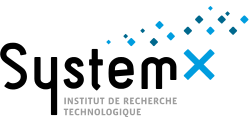 SystemX
INSTITUT DE RECHERCHE
TECHNOLOGIQUE